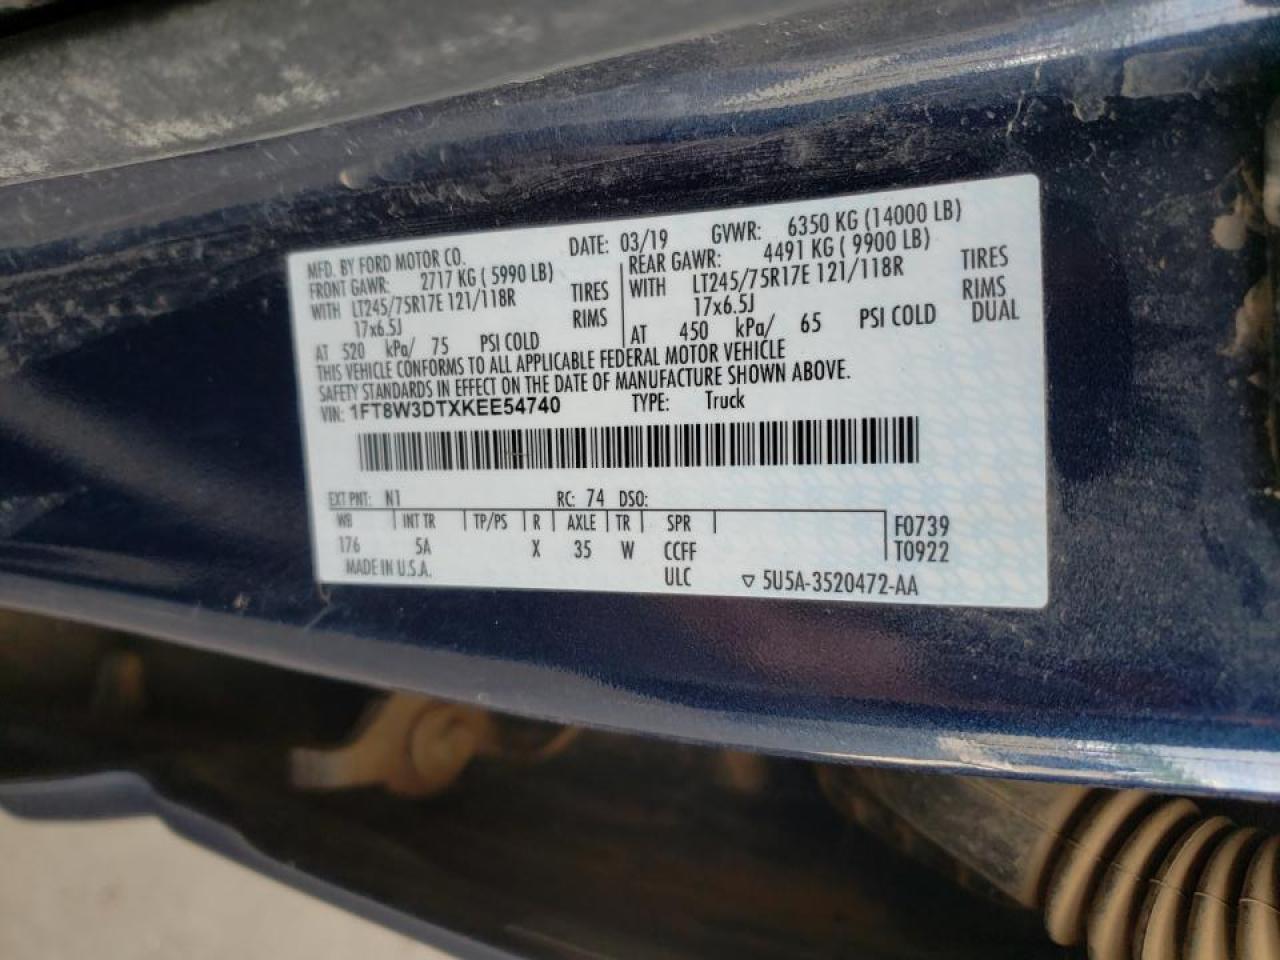 MFD. BY FORD MOTOR CO. DATE: 03/19 GVWR: 6350 KG (14000 LB)
FRONT GAWR: 2717 KG ( 5990 LB) REAR GAWR: 4491 KG ( 9900 LB)
WITH LT245/75R17E 121/118R TIRES WITH LT245/75R17E 121/118R TIRES
17x6.5J RIMS 17x6.5J RIMS
AT 520 kPa/ 75 PSI COLD AT 450 kPa/ 65 PSI COLD DUAL
THIS VEHICLE CONFORMS TO ALL APPLICABLE FEDERAL MOTOR VEHICLE
SAFETY STANDARDS IN EFFECT ON THE DATE OF MANUFACTURE SHOWN ABOVE.
VIN: 1FT8W3DTXKEE54740 TYPE: Truck
EXT PNT: N1 RC: 74 DSO:
WB INT TR TP/PS R AXLE TR SPR F0739
176 5A X 35 W CCFF T0922
MADE IN U.S.A. ULC ▽ 5U5A-3520472-AA